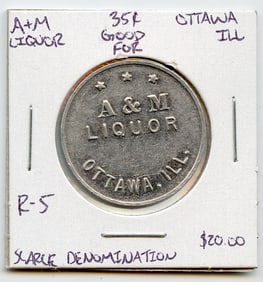 A+M 35¢ OTTAWA
LIQUOR GOOD ILL
FOR
A & M
LIQUOR
OTTAWA, ILL.
R-5
SCARCE DENOMINATION $20.00